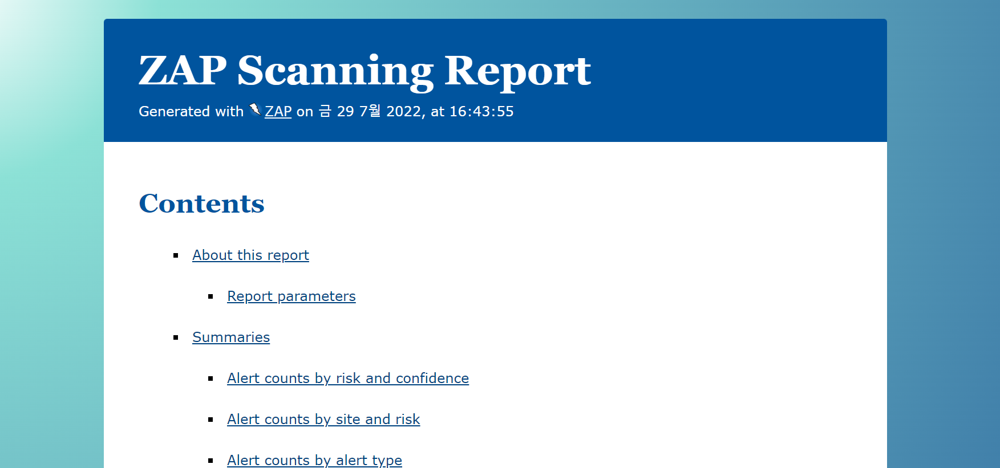 ZAP Scanning Report
Generated with ZAP on 금 29 7월 2022, at 16:43:55
Contents
About this report
Report parameters
Summaries
Alert counts by risk and confidence
Alert counts by site and risk
Alert counts by alert type